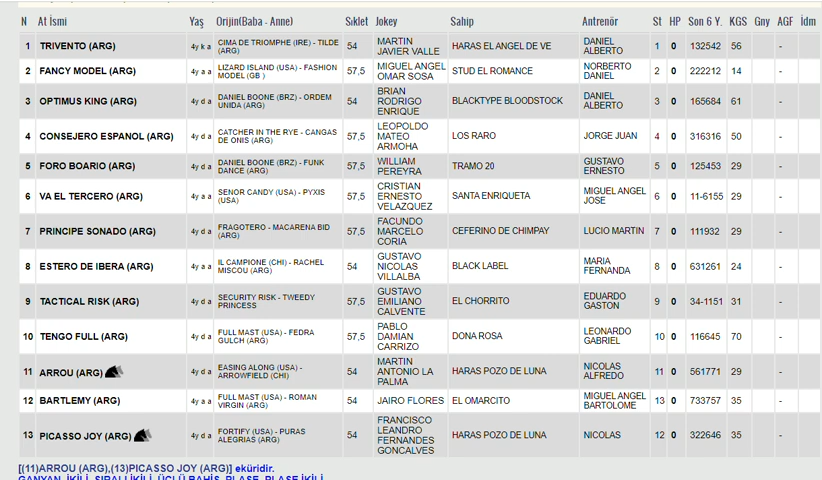 N At İsmi Yaş Orijin(Baba - Anne) Sıklet Jokey Sahip Antrenör St HP Son 6 Y. KGS Gny AGF İdm
1 TRIVENTO (ARG) 4y k a CIMA DE TRIOMPHE (IRE) - TILDE (ARG) 54 MARTIN JAVIER VALLE HARAS EL ANGEL DE VE DANIEL ALBERTO 1 0 132542 56 -
2 FANCY MODEL (ARG) 4y a a LIZARD ISLAND (USA) - FASHION MODEL (GB ) 57,5 MIGUEL ANGEL OMAR SOSA STUD EL ROMANCE NORBERTO DANIEL 2 0 222212 14 -
3 OPTIMUS KING (ARG) 4y d a DANIEL BOONE (BRZ) - ORDEM UNIDA (ARG) 54 BRIAN RODRIGO ENRIQUE BLACKTYPE BLOODSTOCK DANIEL ALBERTO 3 0 165684 61 -
4 CONSEJERO ESPANOL (ARG) 4y d a CATCHER IN THE RYE - CANGAS DE ONIS (ARG) 57,5 LEOPOLDO MATEO ARMOHA LOS RARO JORGE JUAN 4 0 316316 50 -
5 FORO BOARIO (ARG) 4y d a DANIEL BOONE (BRZ) - FUNK DANCE (ARG) 57,5 WILLIAM PEREYRA TRAMO 20 GUSTAVO ERNESTO 5 0 125453 29 -
6 VA EL TERCERO (ARG) 4y a a SENOR CANDY (USA) - PYXIS (USA) 57,5 CRISTIAN ERNESTO VELAZQUEZ SANTA ENRIQUETA MIGUEL ANGEL JOSE 6 0 11-6155 29 -
7 PRINCIPE SONADO (ARG) 4y d a FRAGOTERO - MACARENA BID (ARG) 57,5 FACUNDO MARCELO CORIA CEFERINO DE CHIMPAY LUCIO MARTIN 7 0 111932 29 -
8 ESTERO DE IBERA (ARG) 4y a a IL CAMPIONE (CHI) - RACHEL MISCOU (ARG) 54 GUSTAVO NICOLAS VILLALBA BLACK LABEL MARIA FERNANDA 8 0 631261 24 -
9 TACTICAL RISK (ARG) 4y d a SECURITY RISK - TWEEDY PRINCESS 57,5 GUSTAVO EMILIANO CALVENTE EL CHORRITO EDUARDO GASTON 9 0 34-1151 31 -
10 TENGO FULL (ARG) 4y d a FULL MAST (USA) - FEDRA GULCH (ARG) 57,5 PABLO DAMIAN CARRIZO DONA ROSA LEONARDO GABRIEL 10 0 116645 70 -
11 ARROU (ARG) 4y d a EASING ALONG (USA) - ARROWFIELD (CHI) 54 MARTIN ANTONIO LA PALMA HARAS POZO DE LUNA NICOLAS ALFREDO 11 0 561771 29 -
12 BARTLEMY (ARG) 4y a a FULL MAST (USA) - ROMAN VIRGIN (ARG) 54 JAIRO FLORES EL OMARCITO MIGUEL ANGEL BARTOLOME 13 0 733757 35 -
13 PICASSO JOY (ARG) 4y d a FORTIFY (USA) - PURAS ALEGRIAS (ARG) 54 FRANCISCO LEANDRO FERNANDES GONCALVES HARAS POZO DE LUNA NICOLAS 12 0 322646 35 -
[(11)ARROU (ARG),(13)PICASSO JOY (ARG)] eküridir.
GANYAN, İKİLİ, SIRALI İKİLİ, ÜÇLÜ BAHİS, PLASE, PLASE İKİLİ